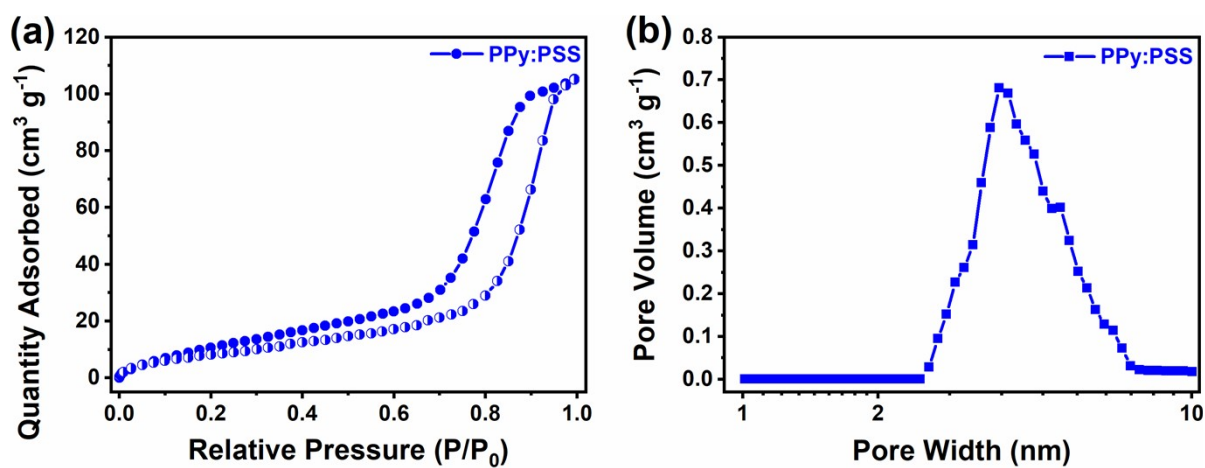 (a)
120
100
80
60
40
20
0
Quantity Adsorbed (cm³ g⁻¹)
PPy:PSS
0.0 0.2 0.4 0.6 0.8 1.0
Relative Pressure (P/P₀)
(b)
0.8
0.7
0.6
0.5
0.4
0.3
0.2
0.1
0.0
Pore Volume (cm³ g⁻¹)
PPy:PSS
1 2 10
Pore Width (nm)